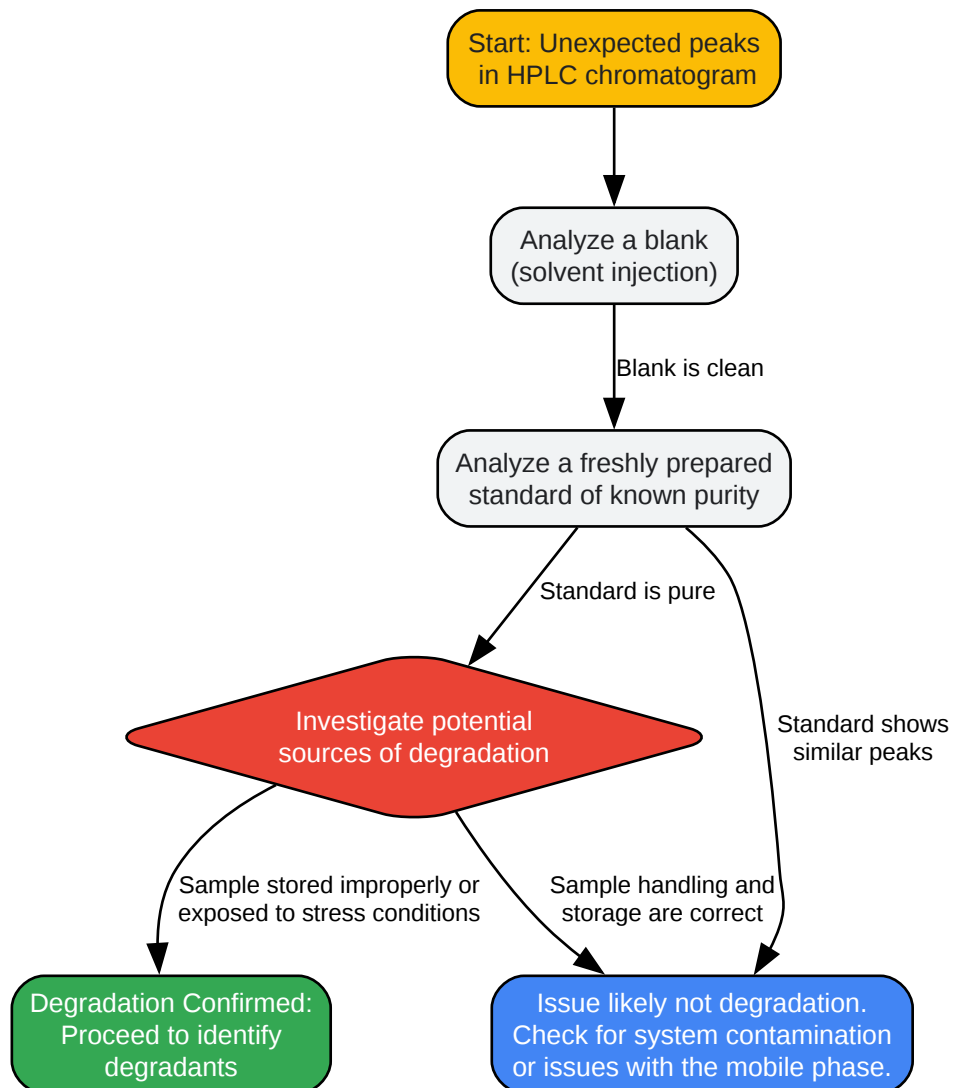 Start: Unexpected peaks
in HPLC chromatogram
Analyze a blank
(solvent injection)
Blank is clean
Analyze a freshly prepared
standard of known purity
Standard is pure
Standard shows
similar peaks
Investigate potential
sources of degradation
Sample stored improperly or
exposed to stress conditions
Sample handling and
storage are correct
Degradation Confirmed:
Proceed to identify
degradants
Issue likely not degradation.
Check for system contamination
or issues with the mobile phase.